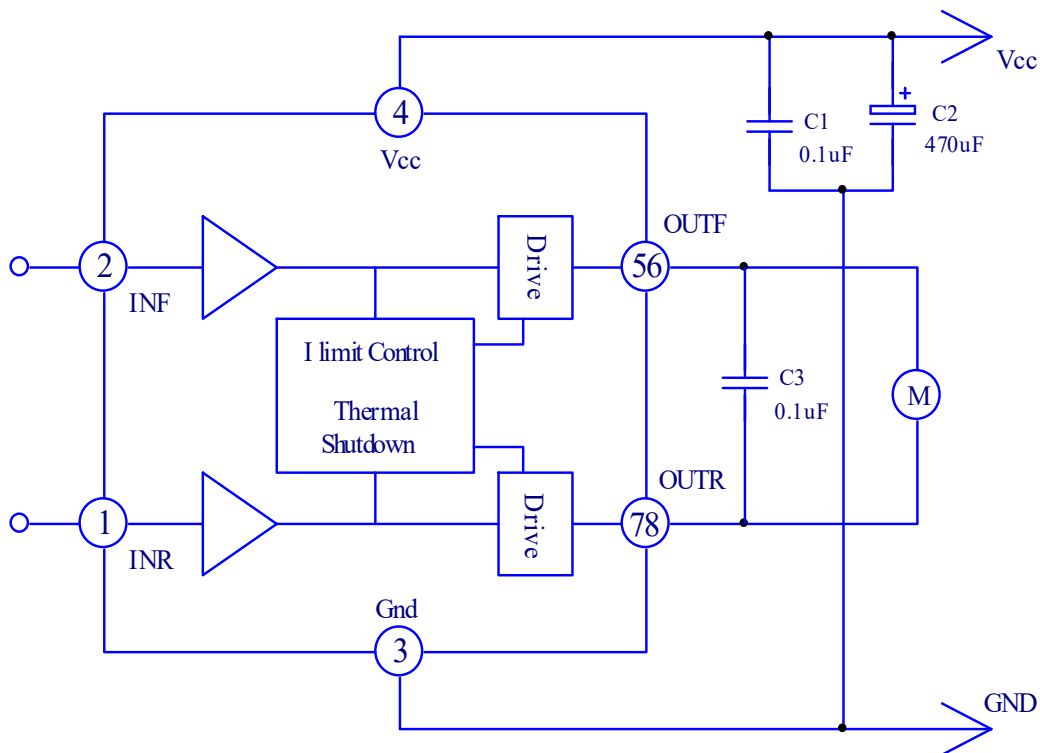 Vcc
4
Vcc
+
C1
0.1uF
C2
470uF
OUTF
2
INF
Drive
56
I limit Control
Thermal
Shutdown
C3
0.1uF
M
OUTR
1
INR
Drive
78
Gnd
3
GND